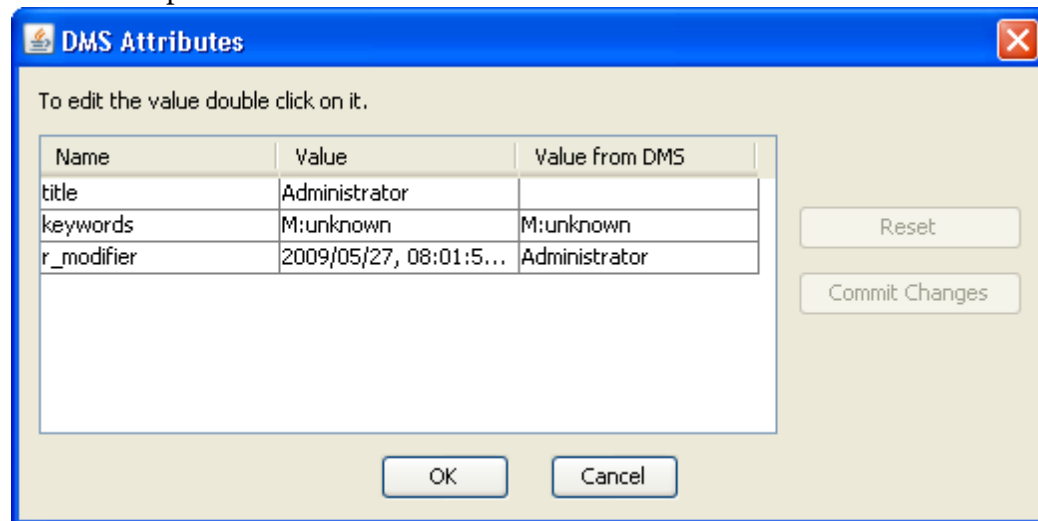 DMS Attributes
To edit the value double click on it.
Name Value Value from DMS
title Administrator
keywords M:unknown M:unknown
r_modifier 2009/05/27, 08:01:5... Administrator
Reset
Commit Changes
OK Cancel